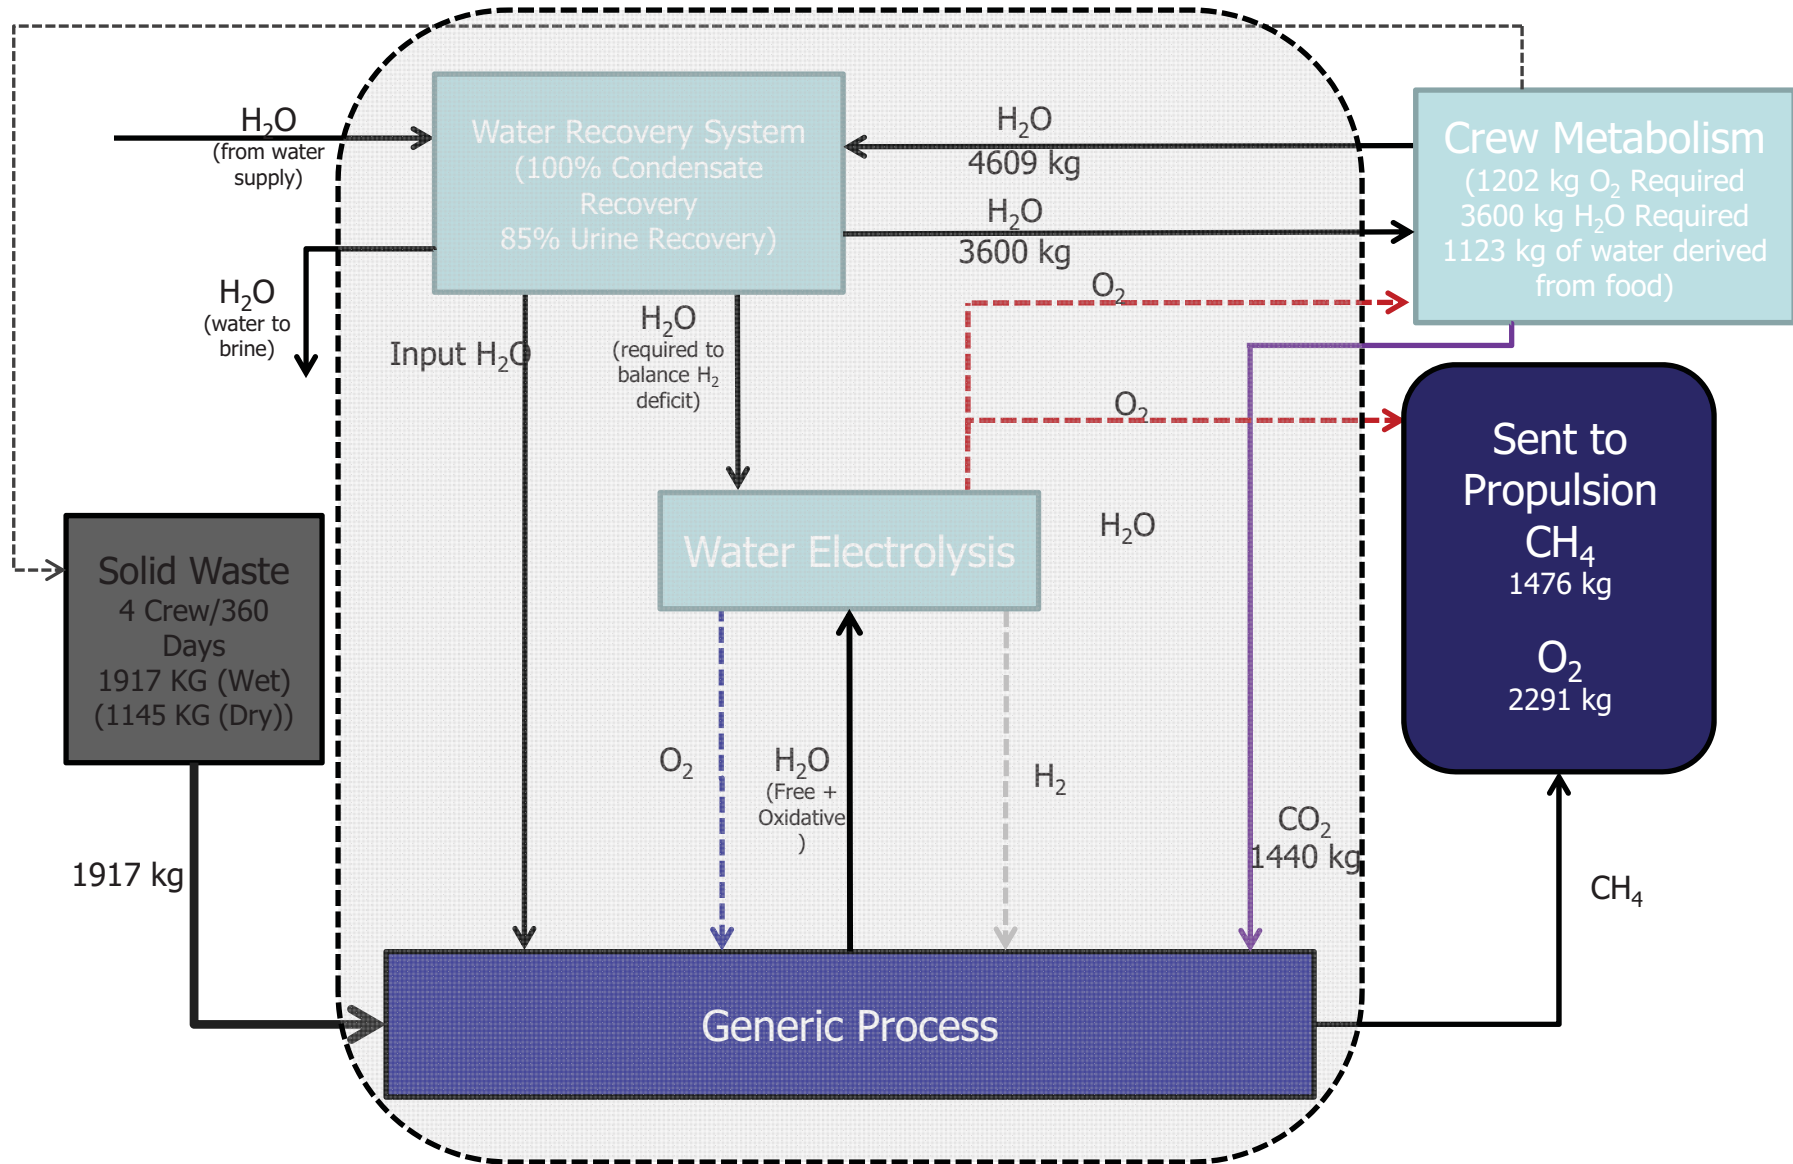 H₂O
(from water
supply)
Water Recovery System
(100% Condensate
Recovery
85% Urine Recovery)
H₂O
4609 kg
H₂O
3600 kg
Crew Metabolism
(1202 kg O₂ Required
3600 kg H₂O Required
1123 kg of water derived
from food)
H₂O
(water to
brine)
Input H₂O
H₂O
(required to
balance H₂
deficit)
O₂
O₂
Sent to
Propulsion
CH₄
1476 kg
O₂
2291 kg
Water Electrolysis
H₂O
Solid Waste
4 Crew/360
Days
1917 KG (Wet)
(1145 KG (Dry))
O₂
H₂O
(Free +
Oxidative
)
H₂
CO₂
1440 kg
1917 kg
CH₄
Generic Process